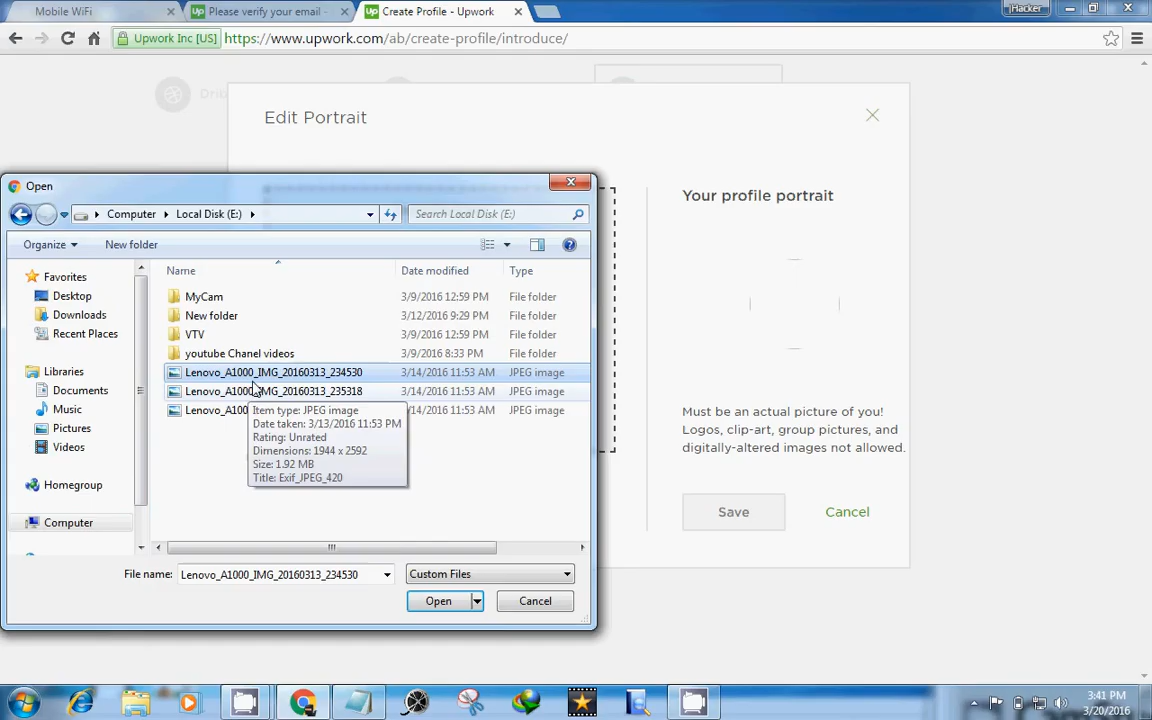 Mobile WiFi
Please verify your email -
Create Profile - Upwork
Hacker
Upwork Inc [US]
https://www.upwork.com/ab/create-profile/introduce/
Edit Portrait
Open
Computer
Local Disk (E:)
Search Local Disk (E:)
Organize
New folder
Name
Date modified
Type
Favorites
Desktop
Downloads
Recent Places
Libraries
Documents
Music
Pictures
Videos
Homegroup
Computer
MyCam 3/9/2016 12:59 PM File folder
New folder 3/12/2016 9:29 PM File folder
VTV 3/9/2016 12:59 PM File folder
youtube Chanel videos 3/9/2016 8:33 PM File folder
Lenovo_A1000_IMG_20160313_234530 3/14/2016 11:53 AM JPEG image
Lenovo_A1000_IMG_20160313_235318 3/14/2016 11:53 AM JPEG image
Lenovo_A100 /14/2016 11:53 AM JPEG image
Item type: JPEG image
Date taken: 3/13/2016 11:53 PM
Rating: Unrated
Dimensions: 1944 x 2592
Size: 1.92 MB
Title: Exif_JPEG_420
File name:
Lenovo_A1000_IMG_20160313_234530
Custom Files
Open
Cancel
Your profile portrait
Must be an actual picture of you!
Logos, clip-art, group pictures, and
digitally-altered images not allowed.
Save
Cancel
3:41 PM
3/20/2016